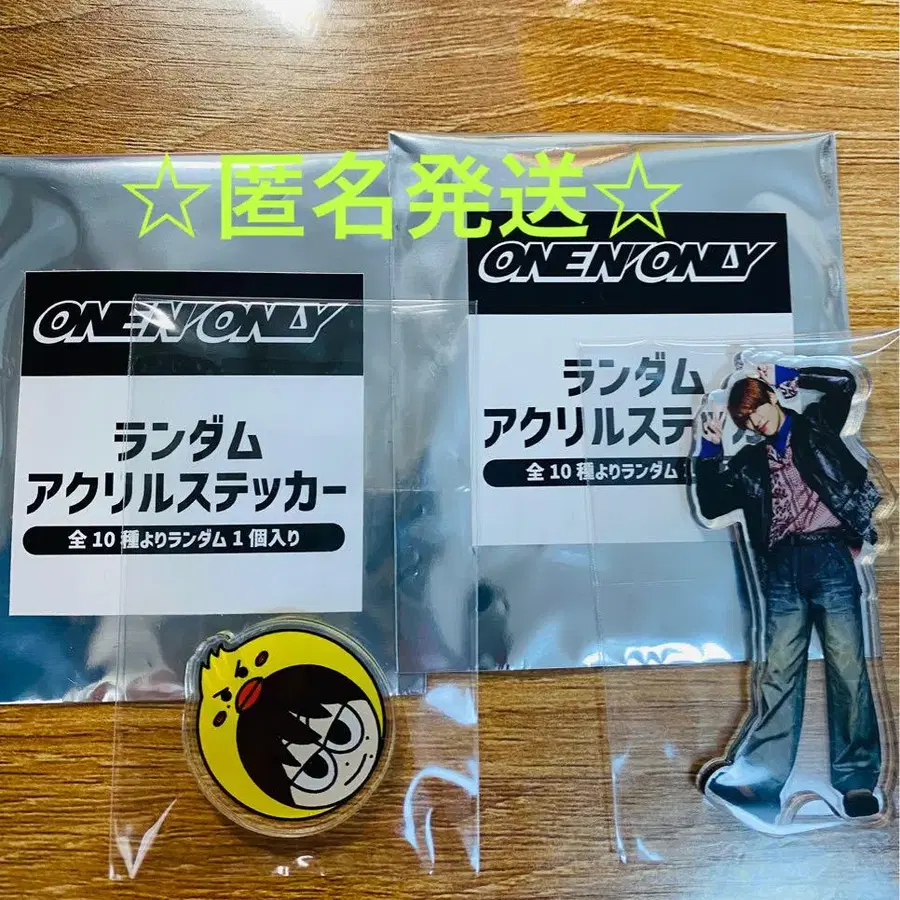 ☆匿名発送☆
ONE N' ONLY
ランダム
アクリルステッカー
全10種よりランダム1個入り
ONE N' ONLY
ランダム
アクリルステッカ
全10種よりランダム